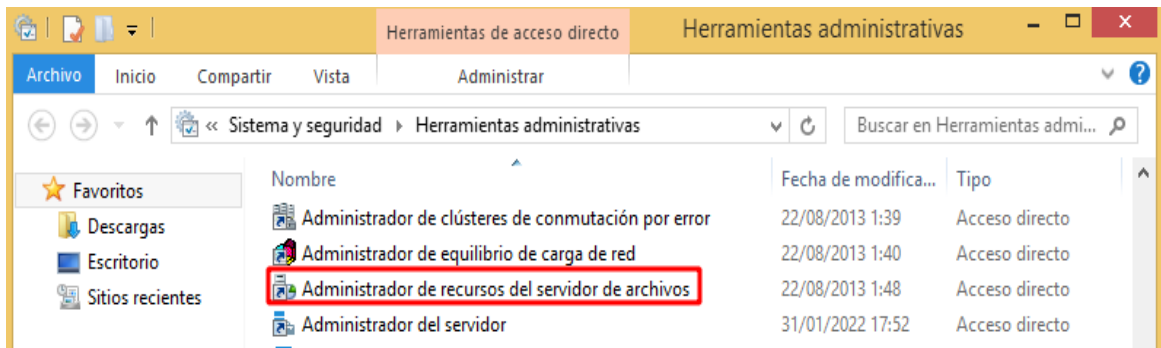 Herramientas de acceso directo Herramientas administrativas
Archivo Inicio Compartir Vista Administrar
« Sistema y seguridad Herramientas administrativas Buscar en Herramientas admi...
Favoritos Nombre Fecha de modifica... Tipo
Descargas Administrador de clústeres de conmutación por error 22/08/2013 1:39 Acceso directo
Escritorio Administrador de equilibrio de carga de red 22/08/2013 1:40 Acceso directo
Sitios recientes Administrador de recursos del servidor de archivos 22/08/2013 1:48 Acceso directo
Administrador del servidor 31/01/2022 17:52 Acceso directo